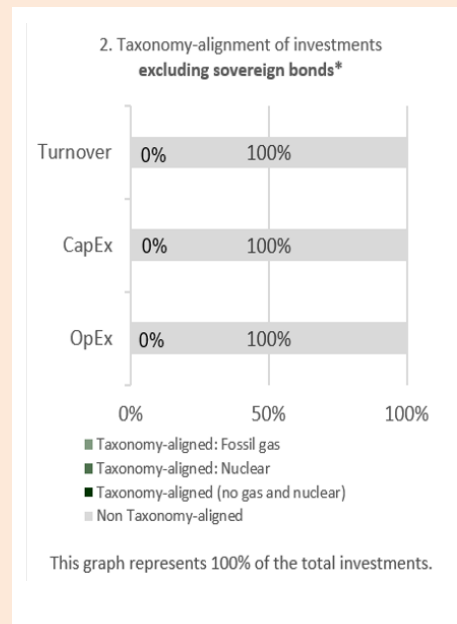 2. Taxonomy-alignment of investments
excluding sovereign bonds*
Turnover 0% 100%
CapEx 0% 100%
OpEx 0% 100%
0% 50% 100%
Taxonomy-aligned: Fossil gas
Taxonomy-aligned: Nuclear
Taxonomy-aligned (no gas and nuclear)
Non Taxonomy-aligned
This graph represents 100% of the total investments.